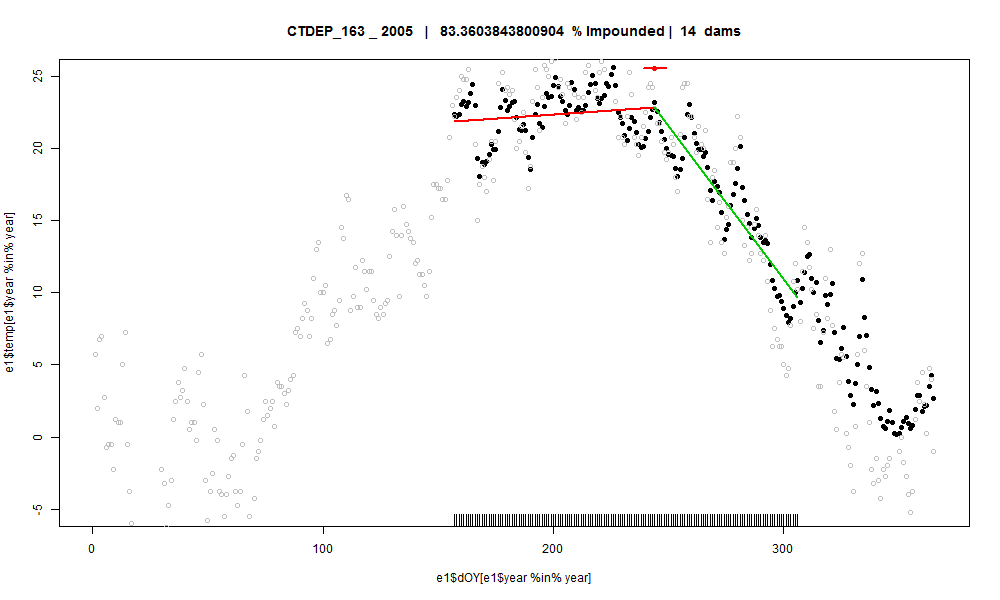 CTDEP_163 _ 2005 | 83.3603843800904 % Impounded | 14 dams
e1$temp[e1$year %in% year]
25
20
15
10
5
0
-5
0 100 200 300
e1$dOY[e1$year %in% year]